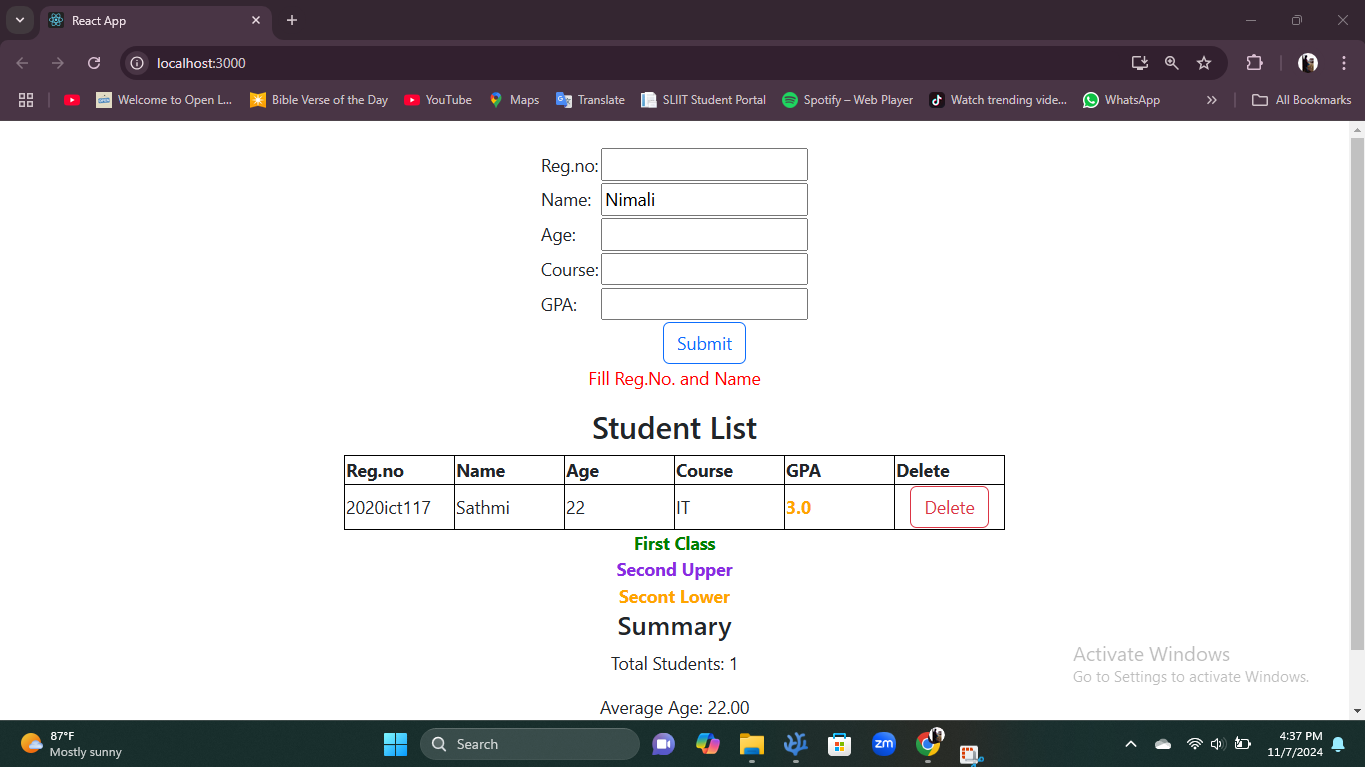 React App
localhost:3000
Welcome to Open L... Bible Verse of the Day YouTube Maps Translate SLIIT Student Portal Spotify – Web Player Watch trending vide... WhatsApp » All Bookmarks
Reg.no:
Name: Nimali
Age:
Course:
GPA:
Submit
Fill Reg.No. and Name
Student List
Reg.no Name Age Course GPA Delete
2020ict117 Sathmi 22 IT 3.0 Delete
First Class
Second Upper
Secont Lower
Summary
Total Students: 1
Average Age: 22.00
Activate Windows
Go to Settings to activate Windows.
87°F
Mostly sunny
Search
zm
4:37 PM
11/7/2024